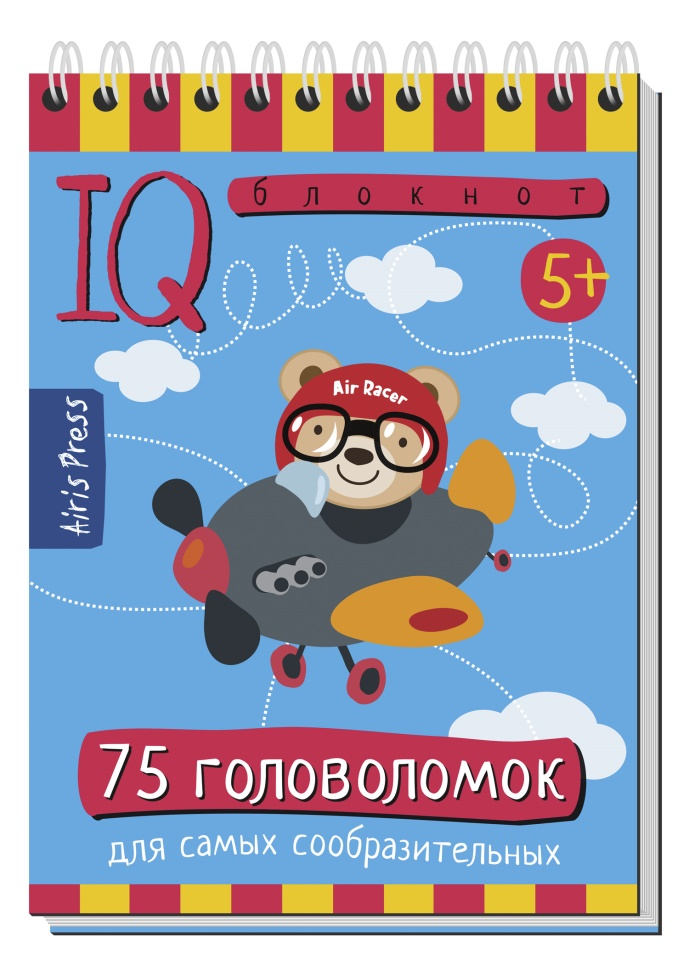 IQ блокнот
5+
Air Racer
Airis Press
75 головоломок
для самых сообразительных